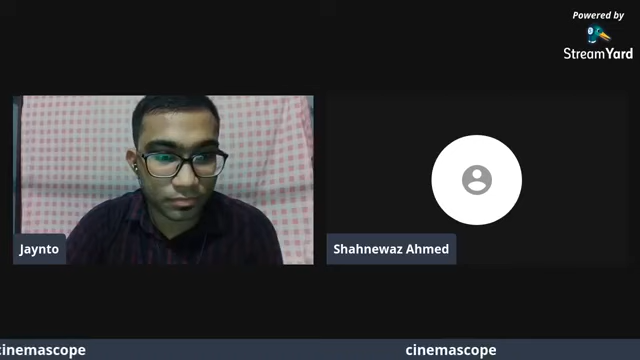 Powered by
StreamYard
Jaynto
Shahnewaz Ahmed
cinemascope
cinemascope